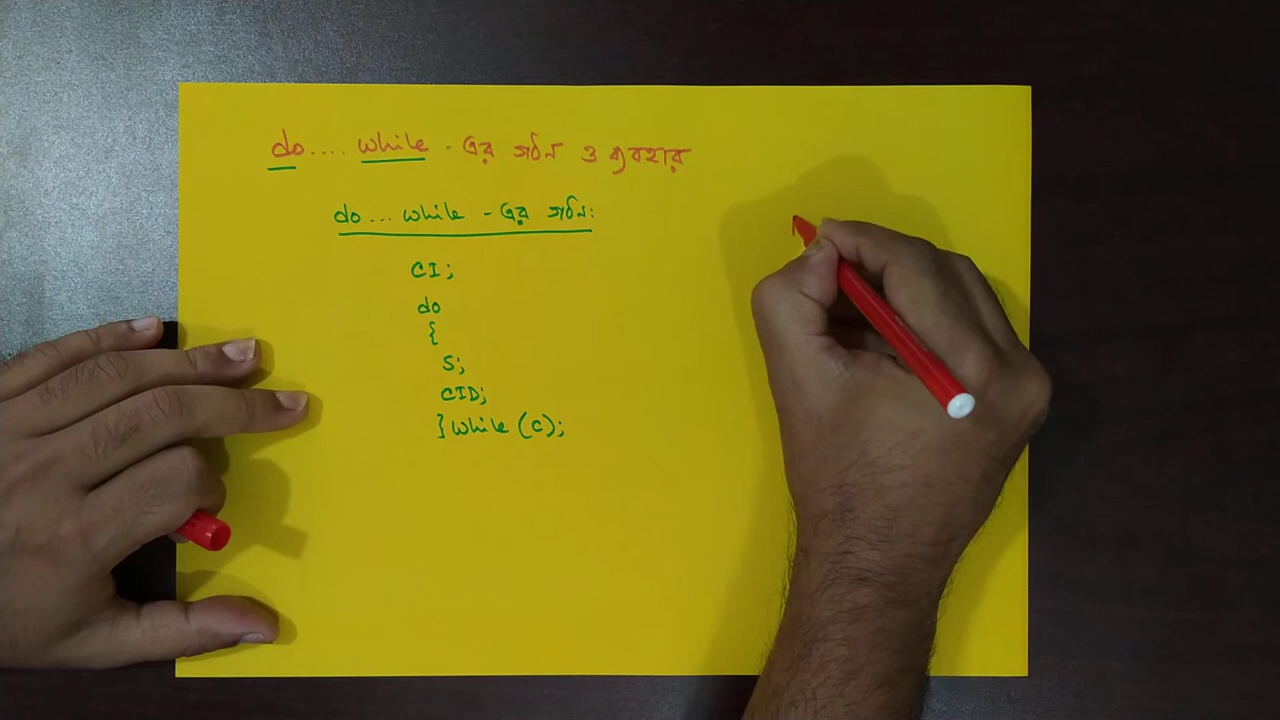 do.... while - এর গঠন ও ব্যবহার
do... while - এর গঠন:
CI;
do
{
S;
CID;
} while (C);